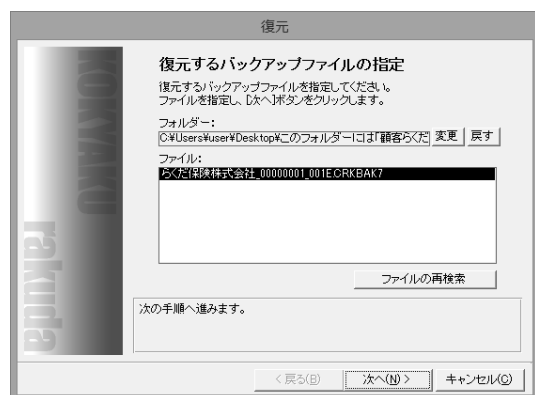 復元
KOKYAKU
rakuda
復元するバックアップファイルの指定
復元するバックアップファイルを指定してください。
ファイルを指定し、[次へ]ボタンをクリックします。
フォルダー:
C:¥Users¥user¥Desktop¥このフォルダーには「顧客らくだ 変更 戻す
ファイル:
らくだ保険株式会社_00000001_001E.CRKBAK7
ファイルの再検索
次の手順へ進みます。
< 戻る(B) 次へ(N) > キャンセル(C)